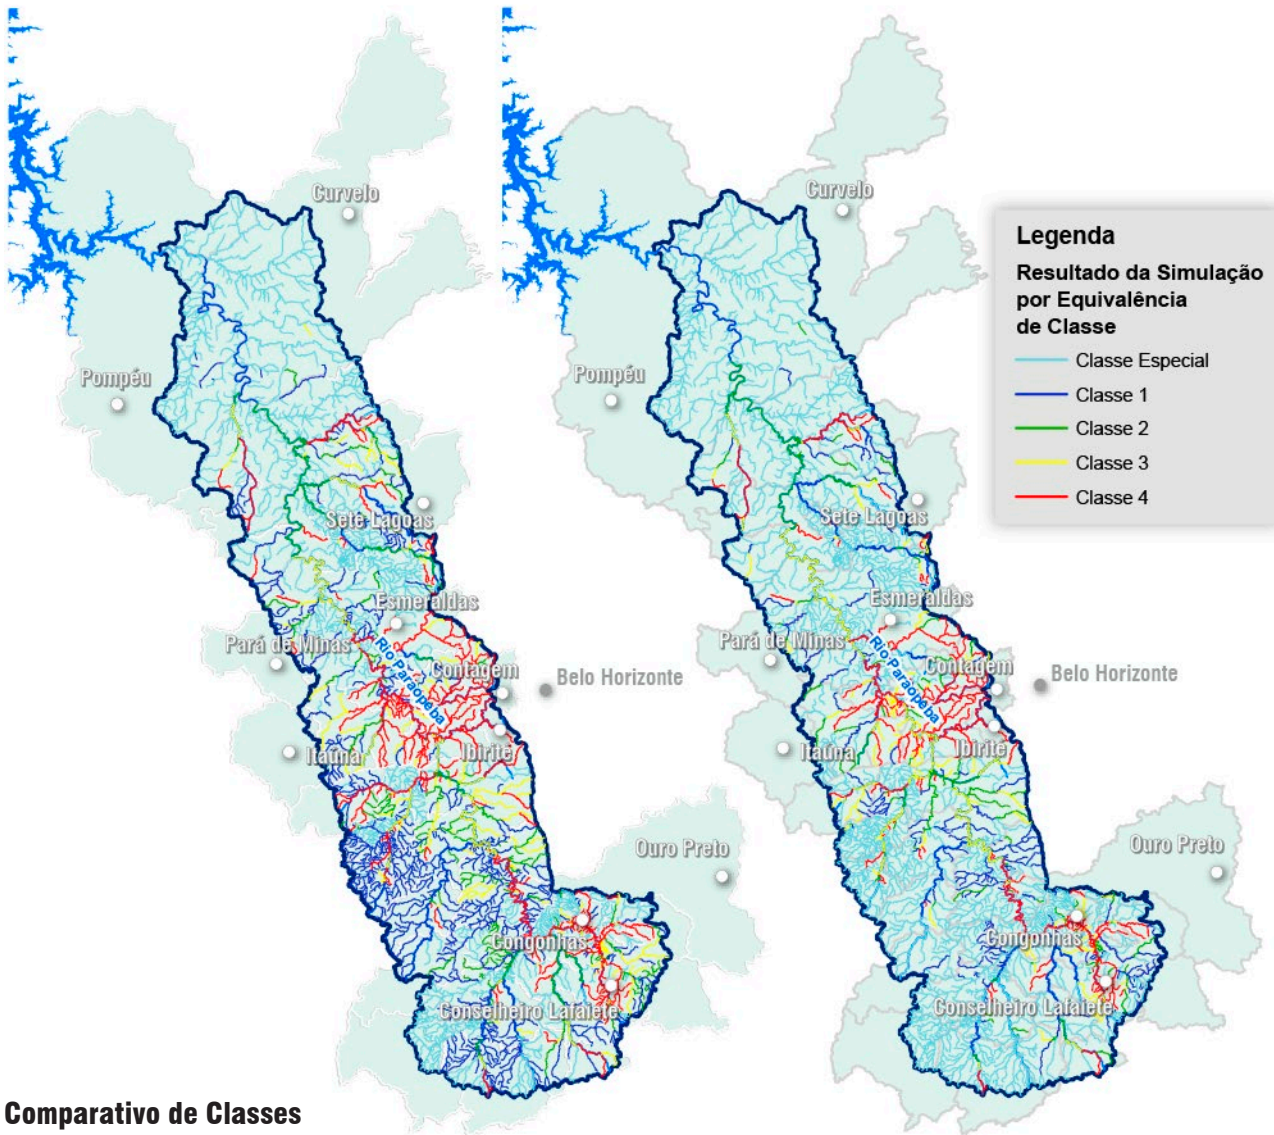 Curvelo
Pompéu
Sete Lagoas
Esmeraldas
Pará de Minas
Rio Paraopeba
Contagem
Belo Horizonte
Itaúna
Ibirité
Ouro Preto
Congonhas
Conselheiro Lafaiete
Curvelo
Pompéu
Sete Lagoas
Esmeraldas
Pará de Minas
Rio Paraopeba
Contagem
Belo Horizonte
Itaúna
Ibirité
Ouro Preto
Congonhas
Conselheiro Lafaiete
Legenda
Resultado da Simulação
por Equivalência
de Classe
Classe Especial
Classe 1
Classe 2
Classe 3
Classe 4
Comparativo de Classes